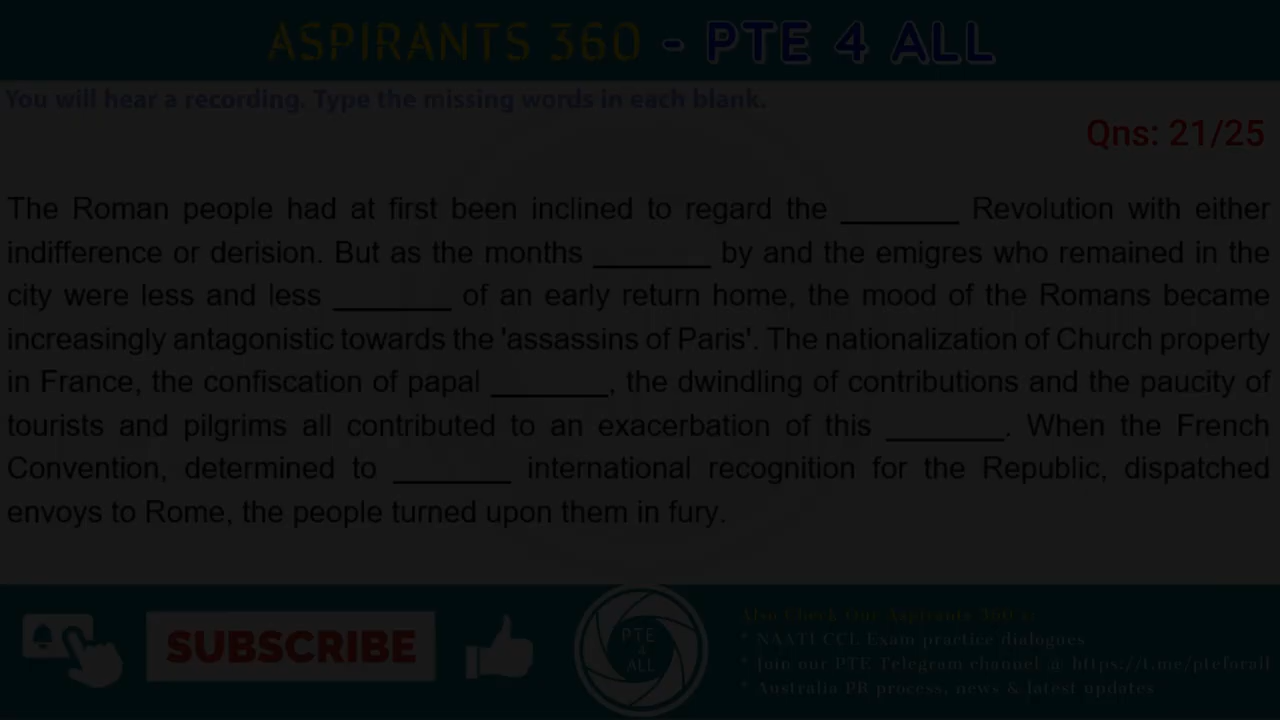 ASPIRANTS 360 - PTE 4 ALL
You will hear a recording. Type the missing words in each blank.
Qns: 21/25
The Roman people had at first been inclined to regard the _______ Revolution with either
indifference or derision. But as the months _______ by and the emigres who remained in the
city were less and less _______ of an early return home, the mood of the Romans became
increasingly antagonistic towards the 'assassins of Paris'. The nationalization of Church property
in France, the confiscation of papal _______, the dwindling of contributions and the paucity of
tourists and pilgrims all contributed to an exacerbation of this _______. When the French
Convention, determined to _______ international recognition for the Republic, dispatched
envoys to Rome, the people turned upon them in fury.
SUBSCRIBE
PTE
4
ALL
Also Check Our Aspirants 360's:
* NAATI CCL Exam practice dialogues
* Join our PTE Telegram channel @ https://t.me/pteforall
* Australia PR process, news & latest updates